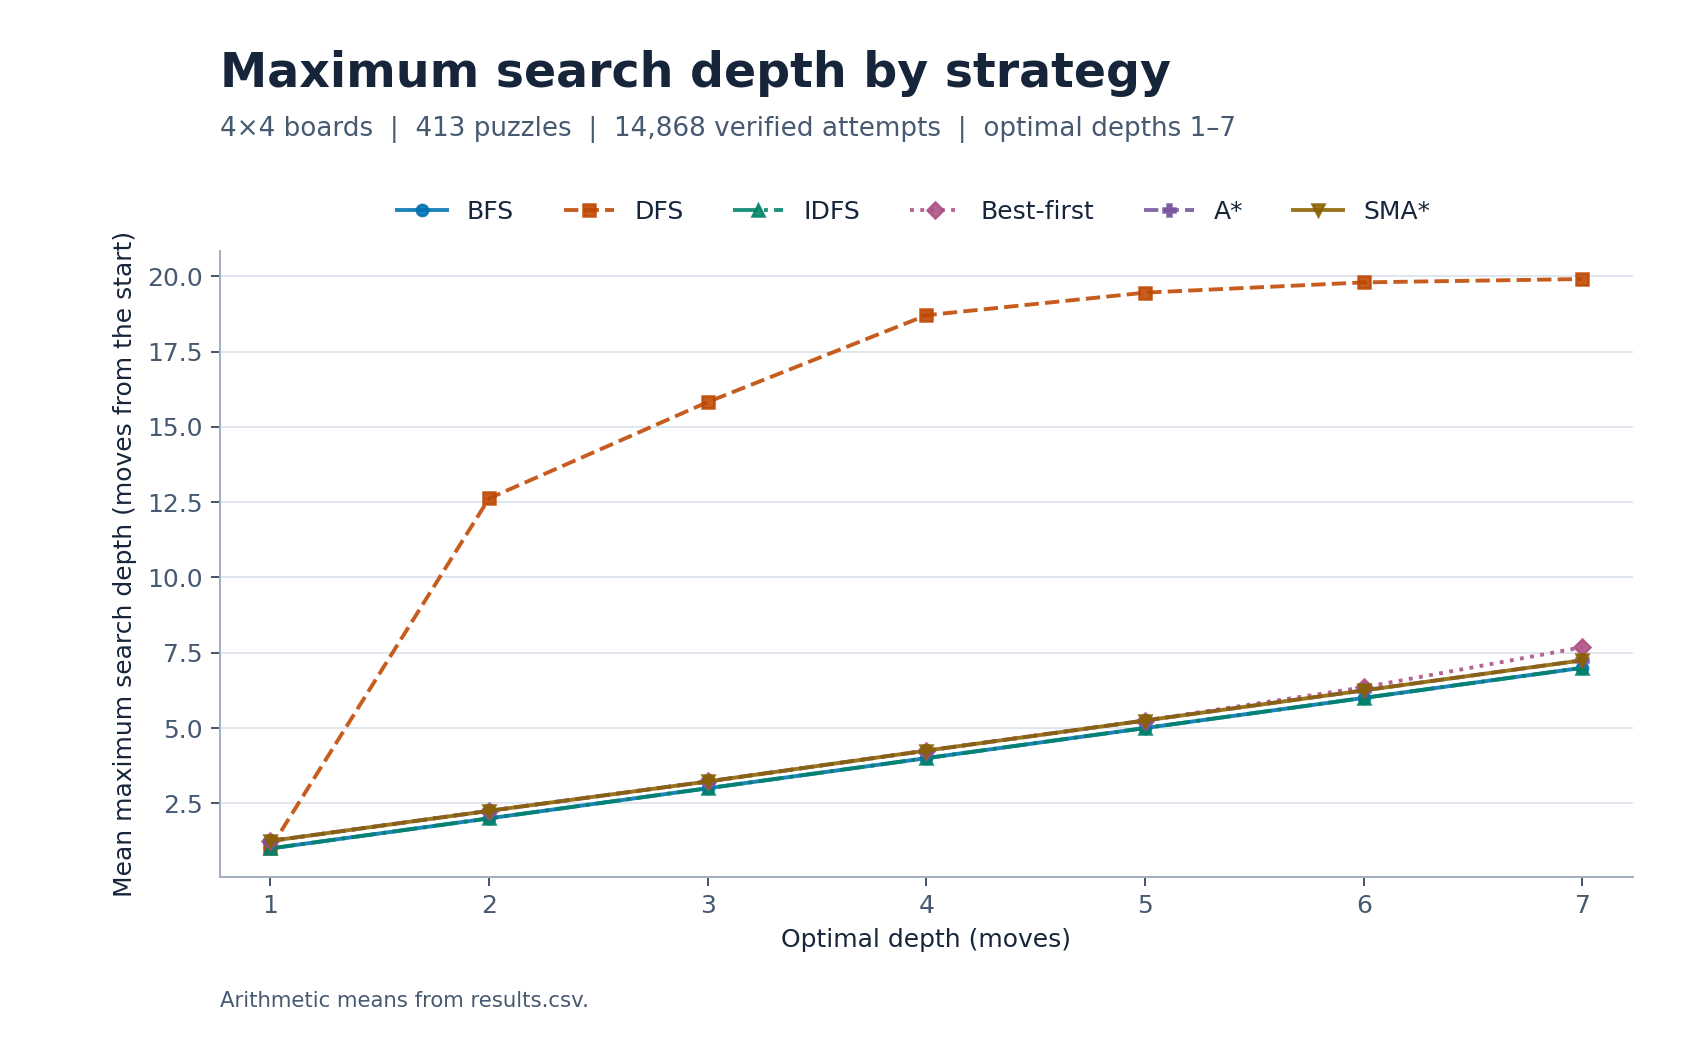 Maximum search depth by strategy
4×4 boards | 413 puzzles | 14,868 verified attempts | optimal depths 1–7
BFS DFS IDFS Best-first A* SMA*
Mean maximum search depth (moves from the start)
20.0
17.5
15.0
12.5
10.0
7.5
5.0
2.5
1 2 3 4 5 6 7
Optimal depth (moves)
Arithmetic means from results.csv.